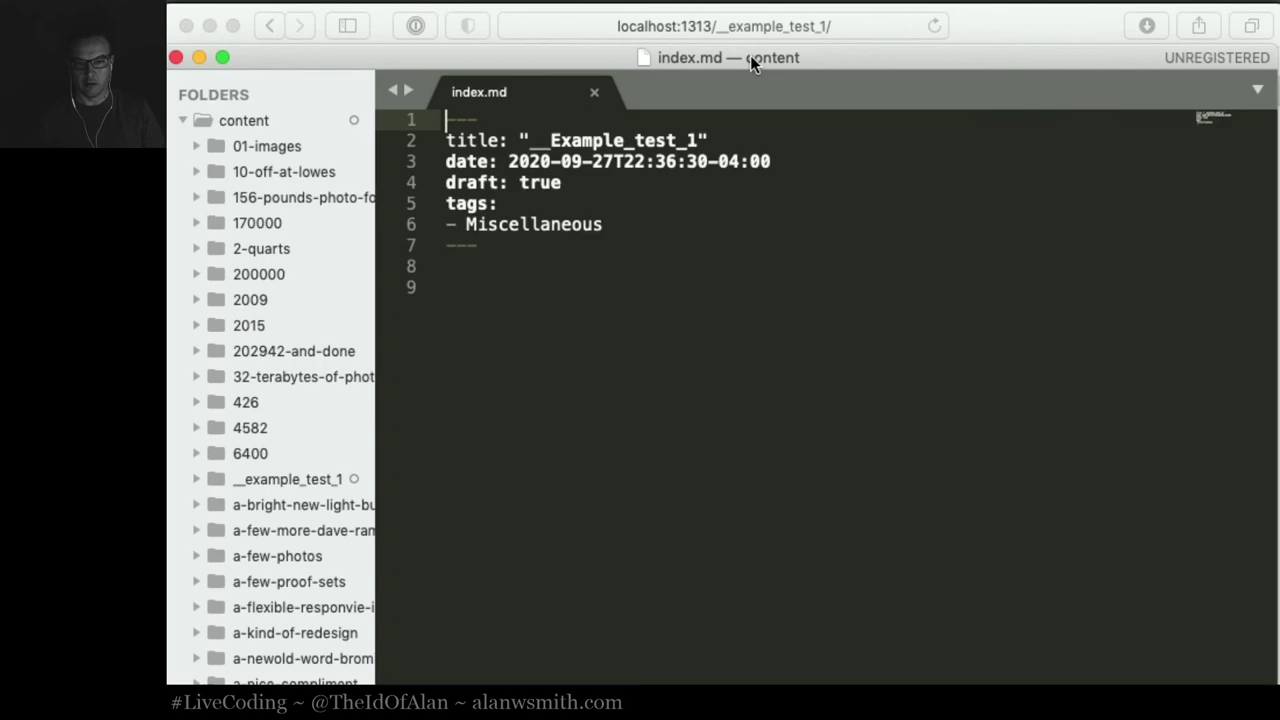 localhost:1313/__example_test_1/
index.md — content
UNREGISTERED
FOLDERS
content
01-images
10-off-at-lowes
156-pounds-photo-fo
170000
2-quarts
200000
2009
2015
202942-and-done
32-terabytes-of-phot
426
4582
6400
__example_test_1
a-bright-new-light-bu
a-few-more-dave-ram
a-few-photos
a-few-proof-sets
a-flexible-responvie-i
a-kind-of-redesign
a-newold-word-brom
a-nice-compliment
index.md
1 ---
2 title: "__Example_test_1"
3 date: 2020-09-27T22:36:30-04:00
4 draft: true
5 tags:
6 - Miscellaneous
7 ---
8
9
#LiveCoding ~ @TheIdOfAlan ~ alanwsmith.com